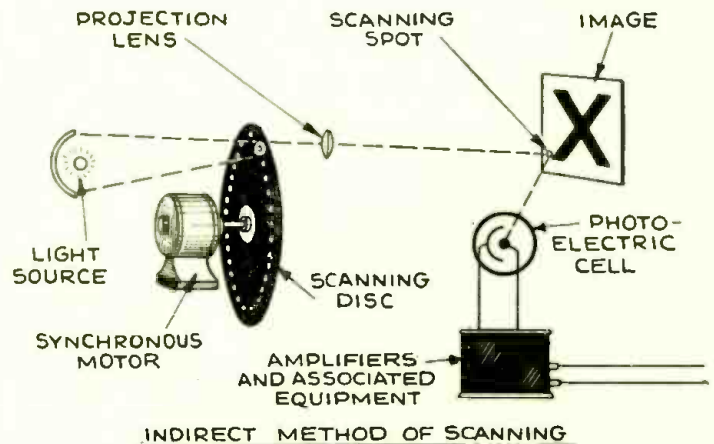 PROJECTION
LENS
SCANNING
SPOT
IMAGE
X
LIGHT
SOURCE
SYNCHRONOUS
MOTOR
SCANNING
DISC
PHOTO-
ELECTRIC
CELL
AMPLIFIERS
AND ASSOCIATED
EQUIPMENT
INDIRECT METHOD OF SCANNING